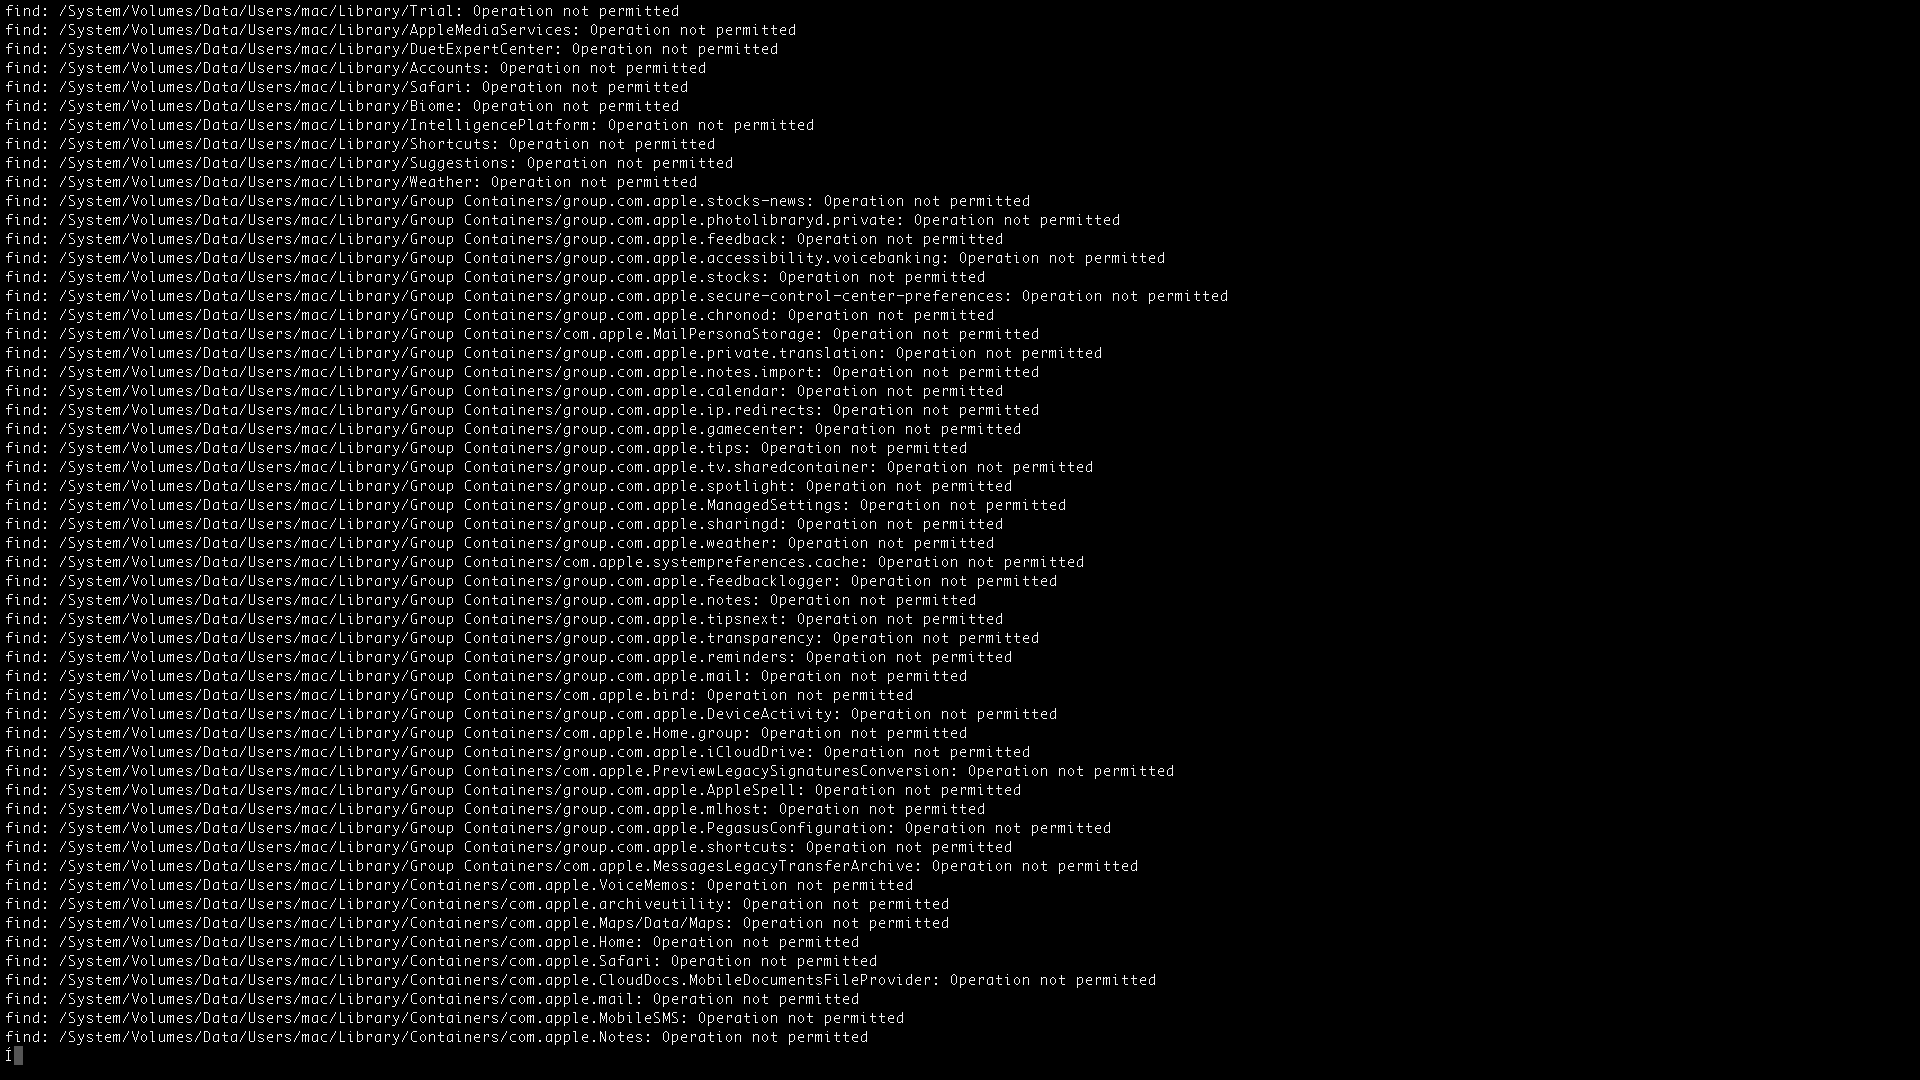 find: /System/Volumes/Data/Users/mac/Library/Trial: Operation not permitted
find: /System/Volumes/Data/Users/mac/Library/AppleMediaServices: Operation not permitted
find: /System/Volumes/Data/Users/mac/Library/DuetExpertCenter: Operation not permitted
find: /System/Volumes/Data/Users/mac/Library/Accounts: Operation not permitted
find: /System/Volumes/Data/Users/mac/Library/Safari: Operation not permitted
find: /System/Volumes/Data/Users/mac/Library/Biome: Operation not permitted
find: /System/Volumes/Data/Users/mac/Library/IntelligencePlatform: Operation not permitted
find: /System/Volumes/Data/Users/mac/Library/Shortcuts: Operation not permitted
find: /System/Volumes/Data/Users/mac/Library/Suggestions: Operation not permitted
find: /System/Volumes/Data/Users/mac/Library/Weather: Operation not permitted
find: /System/Volumes/Data/Users/mac/Library/Group Containers/group.com.apple.stocks-news: Operation not permitted
find: /System/Volumes/Data/Users/mac/Library/Group Containers/group.com.apple.photolibraryd.private: Operation not permitted
find: /System/Volumes/Data/Users/mac/Library/Group Containers/group.com.apple.feedback: Operation not permitted
find: /System/Volumes/Data/Users/mac/Library/Group Containers/group.com.apple.accessibility.voicebanking: Operation not permitted
find: /System/Volumes/Data/Users/mac/Library/Group Containers/group.com.apple.stocks: Operation not permitted
find: /System/Volumes/Data/Users/mac/Library/Group Containers/group.com.apple.secure-control-center-preferences: Operation not permitted
find: /System/Volumes/Data/Users/mac/Library/Group Containers/group.com.apple.chronod: Operation not permitted
find: /System/Volumes/Data/Users/mac/Library/Group Containers/com.apple.MailPersonaStorage: Operation not permitted
find: /System/Volumes/Data/Users/mac/Library/Group Containers/group.com.apple.private.translation: Operation not permitted
find: /System/Volumes/Data/Users/mac/Library/Group Containers/group.com.apple.notes.import: Operation not permitted
find: /System/Volumes/Data/Users/mac/Library/Group Containers/group.com.apple.calendar: Operation not permitted
find: /System/Volumes/Data/Users/mac/Library/Group Containers/group.com.apple.ip.redirects: Operation not permitted
find: /System/Volumes/Data/Users/mac/Library/Group Containers/group.com.apple.gamecenter: Operation not permitted
find: /System/Volumes/Data/Users/mac/Library/Group Containers/group.com.apple.tips: Operation not permitted
find: /System/Volumes/Data/Users/mac/Library/Group Containers/group.com.apple.tv.sharedcontainer: Operation not permitted
find: /System/Volumes/Data/Users/mac/Library/Group Containers/group.com.apple.spotlight: Operation not permitted
find: /System/Volumes/Data/Users/mac/Library/Group Containers/group.com.apple.ManagedSettings: Operation not permitted
find: /System/Volumes/Data/Users/mac/Library/Group Containers/group.com.apple.sharingd: Operation not permitted
find: /System/Volumes/Data/Users/mac/Library/Group Containers/group.com.apple.weather: Operation not permitted
find: /System/Volumes/Data/Users/mac/Library/Group Containers/com.apple.systempreferences.cache: Operation not permitted
find: /System/Volumes/Data/Users/mac/Library/Group Containers/group.com.apple.feedbacklogger: Operation not permitted
find: /System/Volumes/Data/Users/mac/Library/Group Containers/group.com.apple.notes: Operation not permitted
find: /System/Volumes/Data/Users/mac/Library/Group Containers/group.com.apple.tipsnext: Operation not permitted
find: /System/Volumes/Data/Users/mac/Library/Group Containers/group.com.apple.transparency: Operation not permitted
find: /System/Volumes/Data/Users/mac/Library/Group Containers/group.com.apple.reminders: Operation not permitted
find: /System/Volumes/Data/Users/mac/Library/Group Containers/group.com.apple.mail: Operation not permitted
find: /System/Volumes/Data/Users/mac/Library/Group Containers/com.apple.bird: Operation not permitted
find: /System/Volumes/Data/Users/mac/Library/Group Containers/group.com.apple.DeviceActivity: Operation not permitted
find: /System/Volumes/Data/Users/mac/Library/Group Containers/com.apple.Home.group: Operation not permitted
find: /System/Volumes/Data/Users/mac/Library/Group Containers/group.com.apple.iCloudDrive: Operation not permitted
find: /System/Volumes/Data/Users/mac/Library/Group Containers/com.apple.PreviewLegacySignaturesConversion: Operation not permitted
find: /System/Volumes/Data/Users/mac/Library/Group Containers/group.com.apple.AppleSpell: Operation not permitted
find: /System/Volumes/Data/Users/mac/Library/Group Containers/group.com.apple.mlhost: Operation not permitted
find: /System/Volumes/Data/Users/mac/Library/Group Containers/group.com.apple.PegasusConfiguration: Operation not permitted
find: /System/Volumes/Data/Users/mac/Library/Group Containers/group.com.apple.shortcuts: Operation not permitted
find: /System/Volumes/Data/Users/mac/Library/Group Containers/com.apple.MessagesLegacyTransferArchive: Operation not permitted
find: /System/Volumes/Data/Users/mac/Library/Containers/com.apple.VoiceMemos: Operation not permitted
find: /System/Volumes/Data/Users/mac/Library/Containers/com.apple.archiveutility: Operation not permitted
find: /System/Volumes/Data/Users/mac/Library/Containers/com.apple.Maps/Data/Maps: Operation not permitted
find: /System/Volumes/Data/Users/mac/Library/Containers/com.apple.Home: Operation not permitted
find: /System/Volumes/Data/Users/mac/Library/Containers/com.apple.Safari: Operation not permitted
find: /System/Volumes/Data/Users/mac/Library/Containers/com.apple.CloudDocs.MobileDocumentsFileProvider: Operation not permitted
find: /System/Volumes/Data/Users/mac/Library/Containers/com.apple.mail: Operation not permitted
find: /System/Volumes/Data/Users/mac/Library/Containers/com.apple.MobileSMS: Operation not permitted
find: /System/Volumes/Data/Users/mac/Library/Containers/com.apple.Notes: Operation not permitted